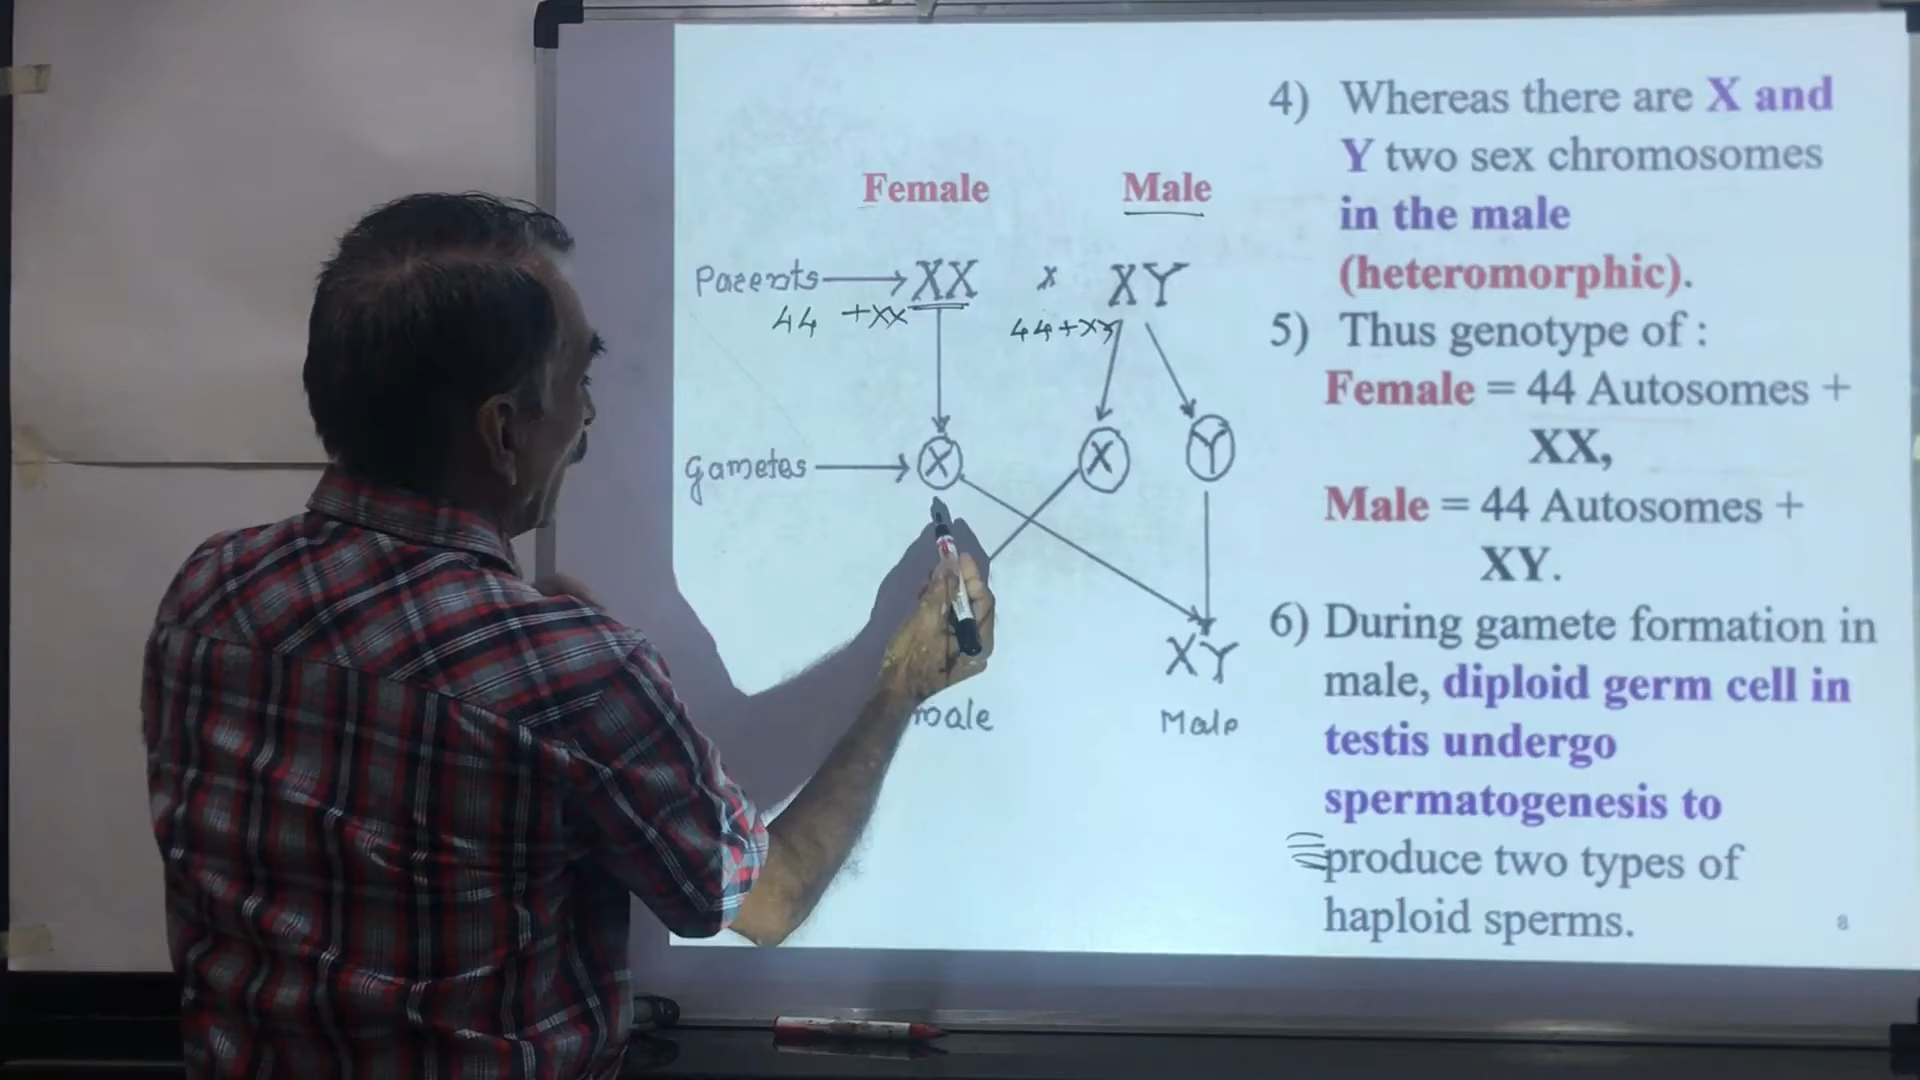 Female Male
Parents XX x XY
44 +XX 44+XY
Gametes X X Y
XY
male Male
4) Whereas there are X and
Y two sex chromosomes
in the male
(heteromorphic).
5) Thus genotype of :
Female = 44 Autosomes +
XX,
Male = 44 Autosomes +
XY.
6) During gamete formation in
male, diploid germ cell in
testis undergo
spermatogenesis to
produce two types of
haploid sperms.
8